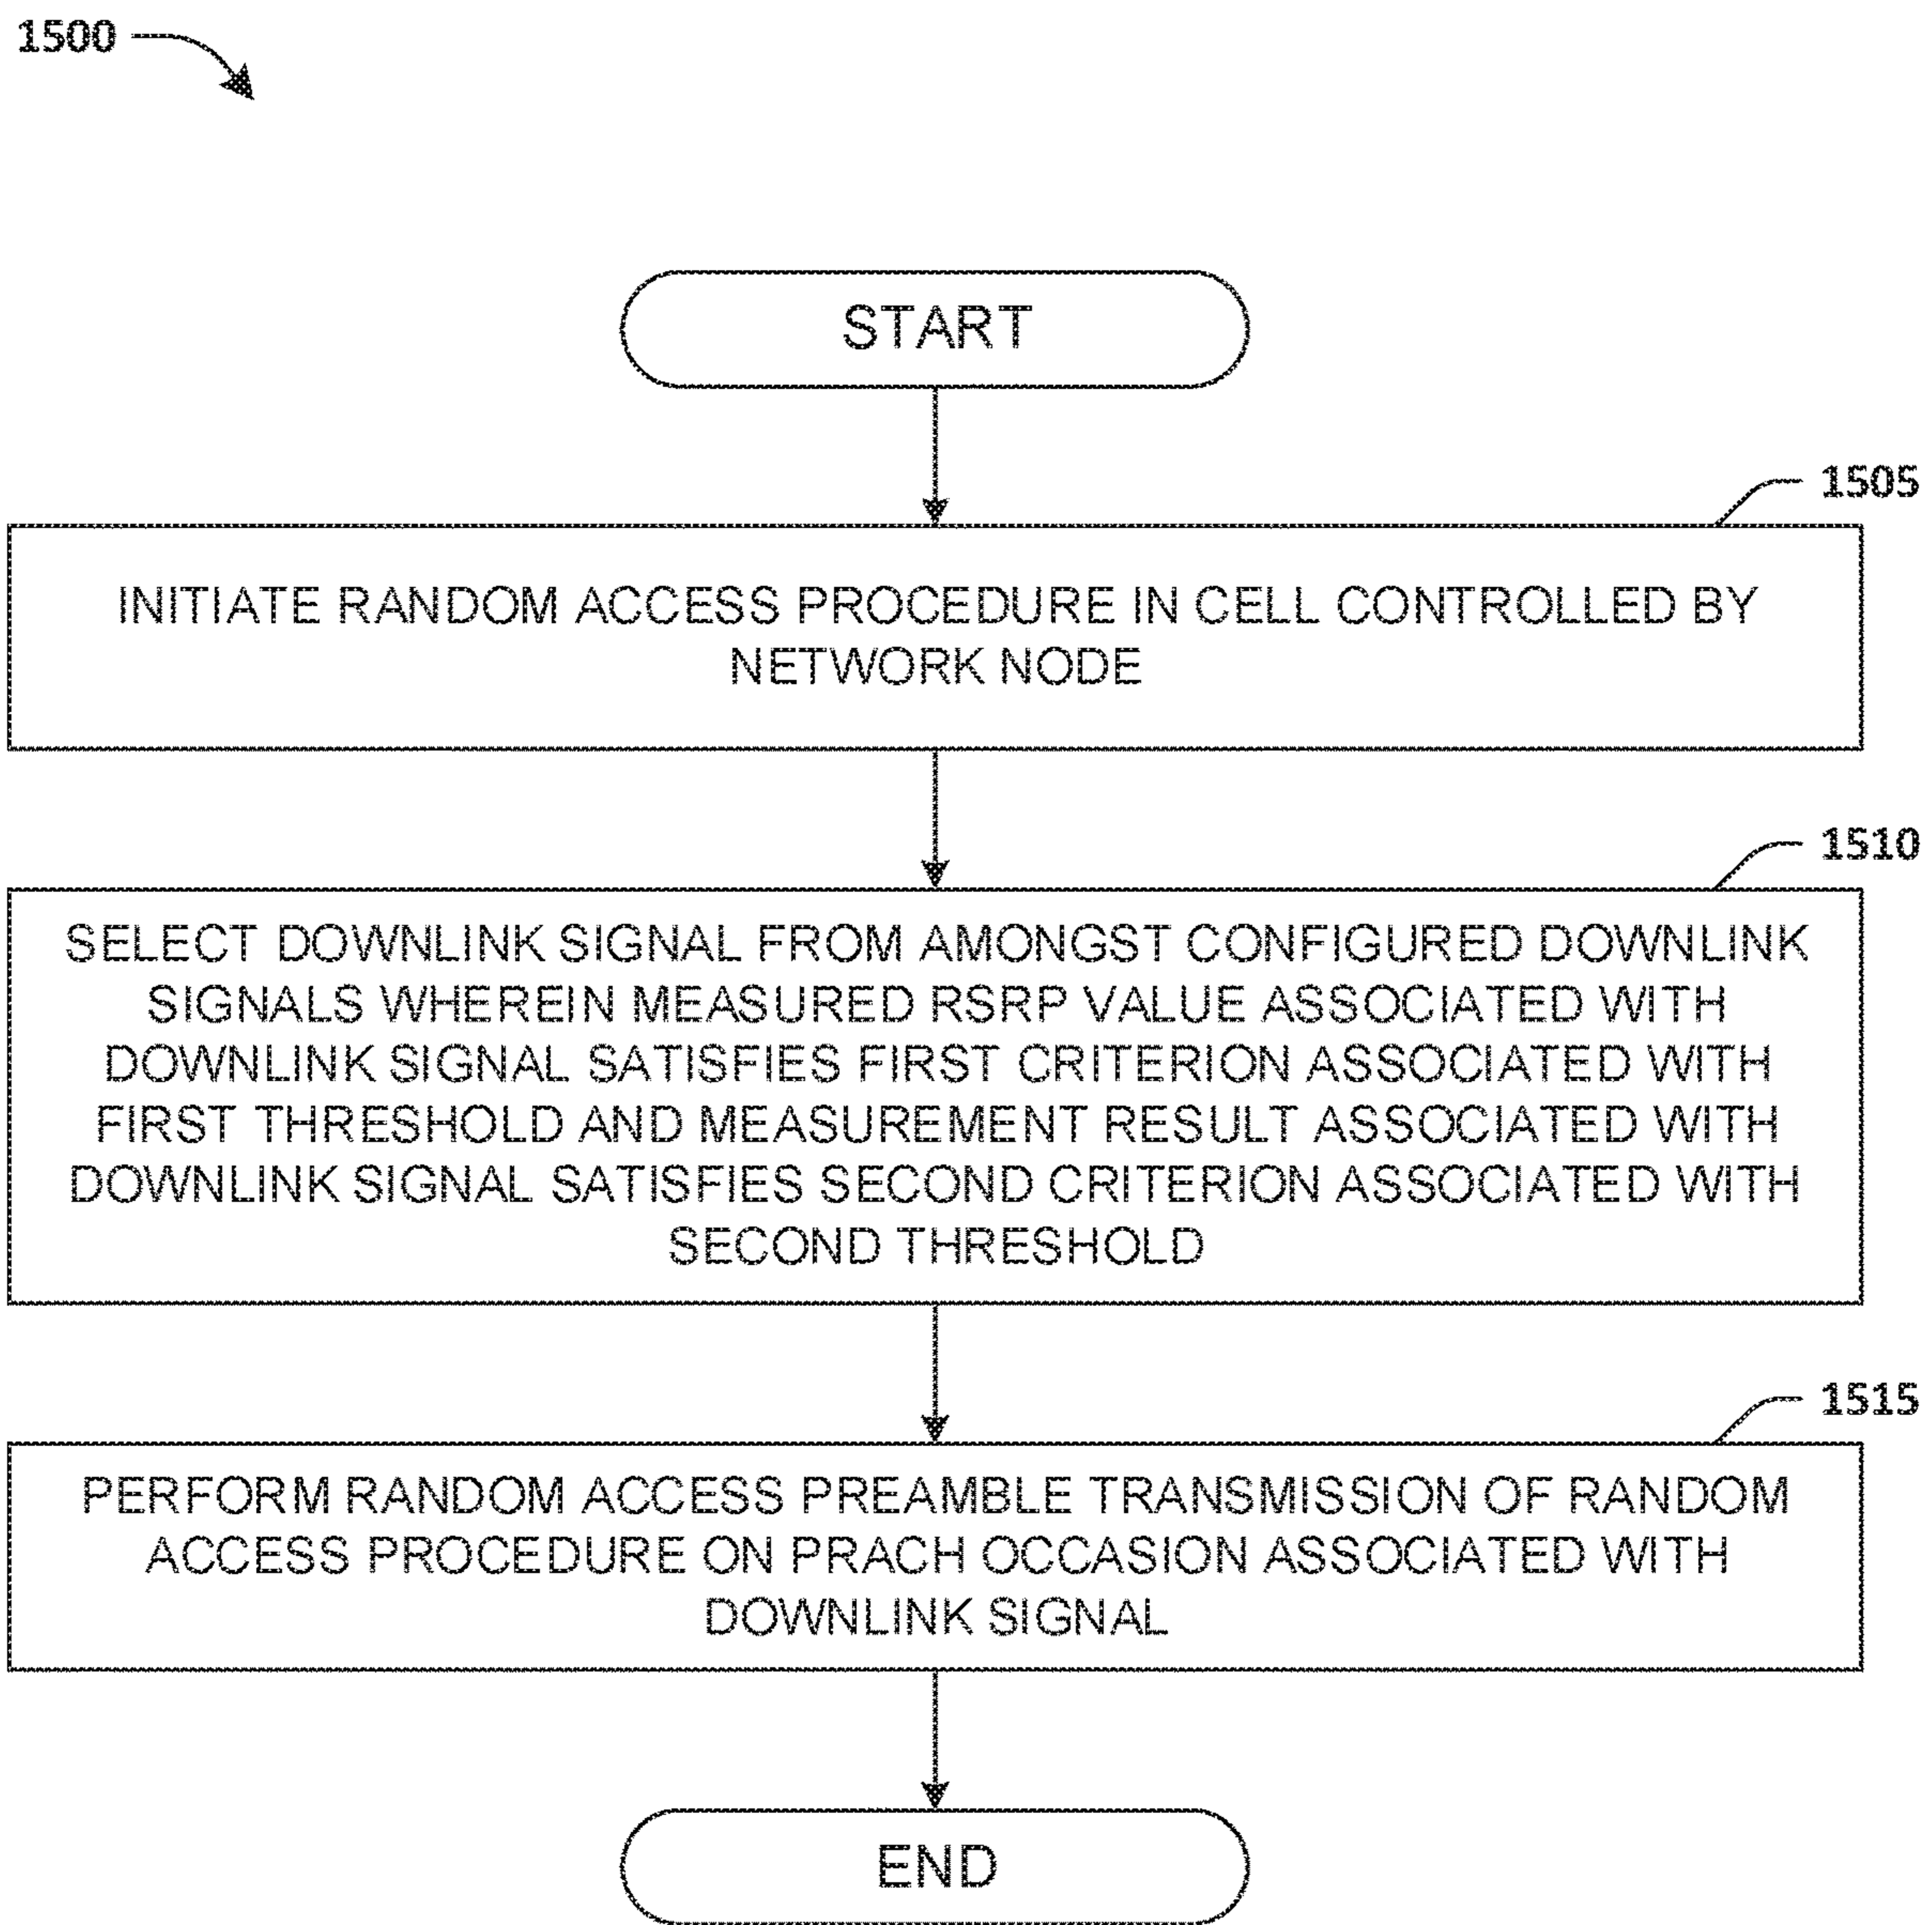 1500
START
1505
INITIATE RANDOM ACCESS PROCEDURE IN CELL CONTROLLED BY
NETWORK NODE
1510
SELECT DOWNLINK SIGNAL FROM AMONGST CONFIGURED DOWNLINK
SIGNALS WHEREIN MEASURED RSRP VALUE ASSOCIATED WITH
DOWNLINK SIGNAL SATISFIES FIRST CRITERION ASSOCIATED WITH
FIRST THRESHOLD AND MEASUREMENT RESULT ASSOCIATED WITH
DOWNLINK SIGNAL SATISFIES SECOND CRITERION ASSOCIATED WITH
SECOND THRESHOLD
1515
PERFORM RANDOM ACCESS PREAMBLE TRANSMISSION OF RANDOM
ACCESS PROCEDURE ON PRACH OCCASION ASSOCIATED WITH
DOWNLINK SIGNAL
END